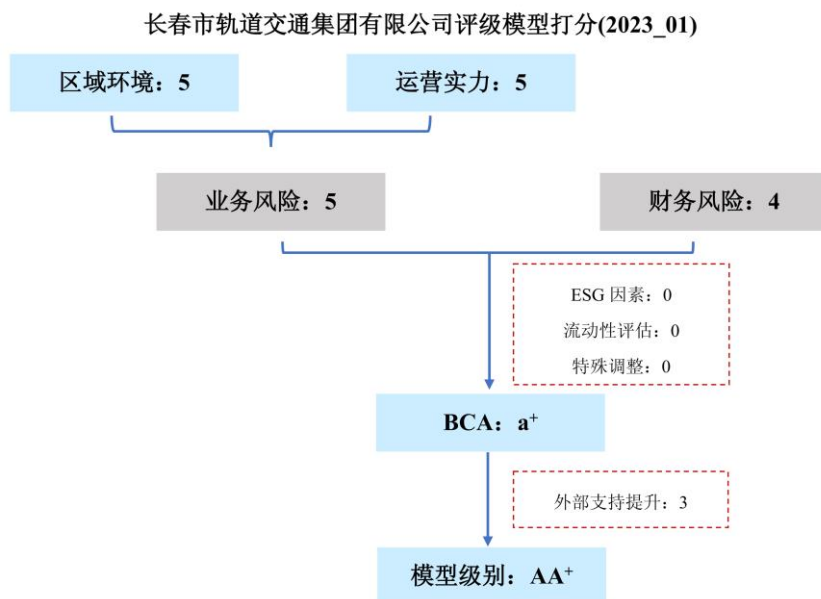 长春市轨道交通集团有限公司评级模型打分(2023_01)
区域环境：5
运营实力：5
业务风险：5
财务风险：4
ESG 因素：0
流动性评估：0
特殊调整：0
BCA：a⁺
外部支持提升：3
模型级别：AA⁺